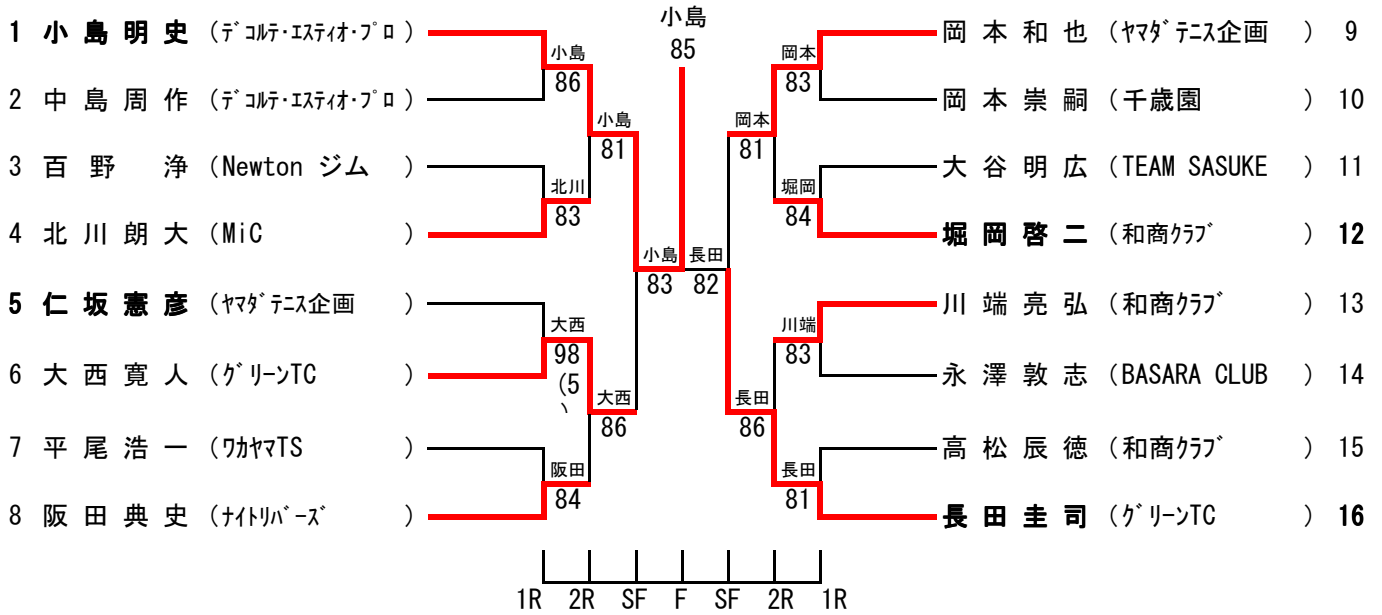 小島
85
1 小島明史 (デコルテ・エスティオ・プロ)
2 中島周作 (デコルテ・エスティオ・プロ)
3 百野 浄 (Newton ジム)
4 北川朗大 (MiC)
5 仁坂憲彦 (ヤマダテニス企画)
6 大西寛人 (グリーンTC)
7 平尾浩一 (ワカヤマTS)
8 阪田典史 (ナイトリバーズ)
小島
86
北川
83
大西
98
(5
、
阪田
84
小島
81
大西
86
小島
83
長田
82
岡本
81
長田
86
岡本
83
堀岡
84
川端
83
長田
81
岡本和也 (ヤマダテニス企画) 9
岡本崇嗣 (千歳園) 10
大谷明広 (TEAM SASUKE) 11
堀岡啓二 (和商クラブ) 12
川端亮弘 (和商クラブ) 13
永澤敦志 (BASARA CLUB) 14
高松辰徳 (和商クラブ) 15
長田圭司 (グリーンTC) 16
1R 2R SF F SF 2R 1R